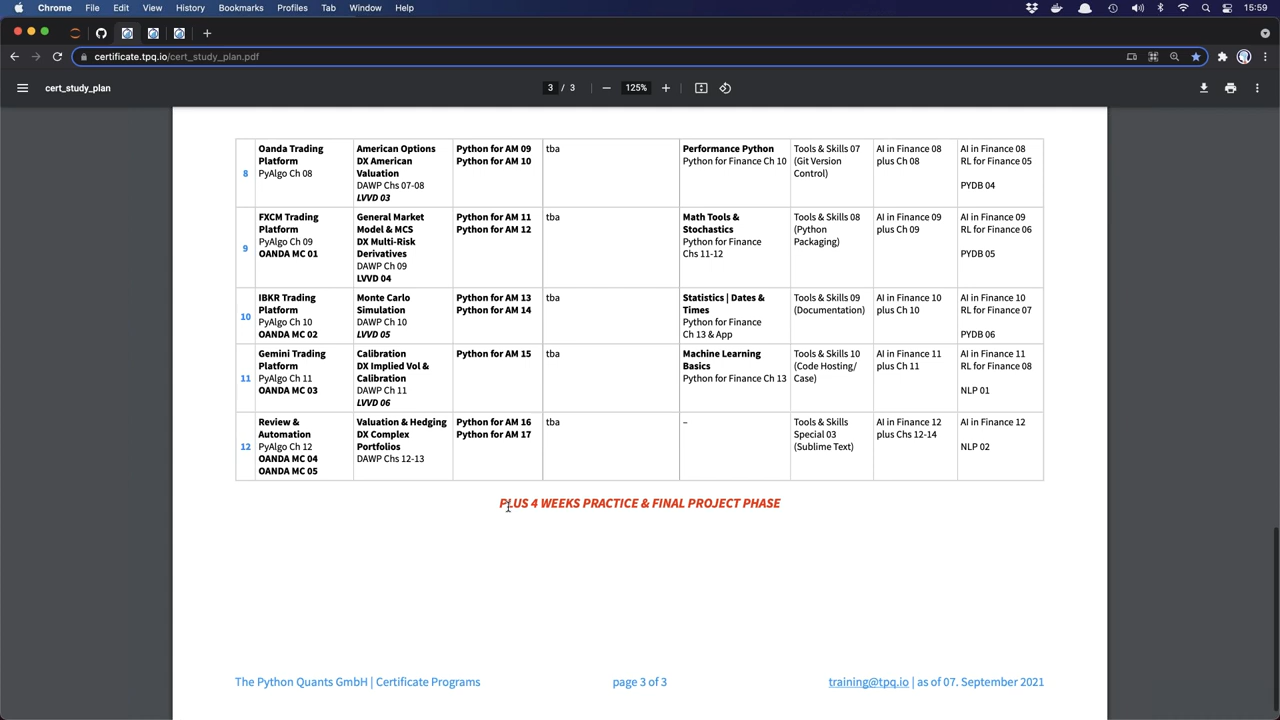 Chrome File Edit View History Bookmarks Profiles Tab Window Help 15:59
certificate.tpq.io/cert_study_plan.pdf
cert_study_plan 3 / 3 125%
8
Oanda Trading
Platform
PyAlgo Ch 08
American Options
DX American
Valuation
DAWP Chs 07-08
LVVD 03
Python for AM 09
Python for AM 10
tba
Performance Python
Python for Finance Ch 10
Tools & Skills 07
(Git Version
Control)
AI in Finance 08
plus Ch 08
AI in Finance 08
RL for Finance 05
PYDB 04
9
FXCM Trading
Platform
PyAlgo Ch 09
OANDA MC 01
General Market
Model & MCS
DX Multi-Risk
Derivatives
DAWP Ch 09
LVVD 04
Python for AM 11
Python for AM 12
tba
Math Tools &
Stochastics
Python for Finance
Chs 11-12
Tools & Skills 08
(Python
Packaging)
AI in Finance 09
plus Ch 09
AI in Finance 09
RL for Finance 06
PYDB 05
10
IBKR Trading
Platform
PyAlgo Ch 10
OANDA MC 02
Monte Carlo
Simulation
DAWP Ch 10
LVVD 05
Python for AM 13
Python for AM 14
tba
Statistics | Dates &
Times
Python for Finance
Ch 13 & App
Tools & Skills 09
(Documentation)
AI in Finance 10
plus Ch 10
AI in Finance 10
RL for Finance 07
PYDB 06
11
Gemini Trading
Platform
PyAlgo Ch 11
OANDA MC 03
Calibration
DX Implied Vol &
Calibration
DAWP Ch 11
LVVD 06
Python for AM 15
tba
Machine Learning
Basics
Python for Finance Ch 13
Tools & Skills 10
(Code Hosting/
Case)
AI in Finance 11
plus Ch 11
AI in Finance 11
RL for Finance 08
NLP 01
12
Review &
Automation
PyAlgo Ch 12
OANDA MC 04
OANDA MC 05
Valuation & Hedging
DX Complex
Portfolios
DAWP Chs 12-13
Python for AM 16
Python for AM 17
tba
–
Tools & Skills
Special 03
(Sublime Text)
AI in Finance 12
plus Chs 12-14
AI in Finance 12
NLP 02
PLUS 4 WEEKS PRACTICE & FINAL PROJECT PHASE
The Python Quants GmbH | Certificate Programs page 3 of 3 training@tpq.io | as of 07. September 2021